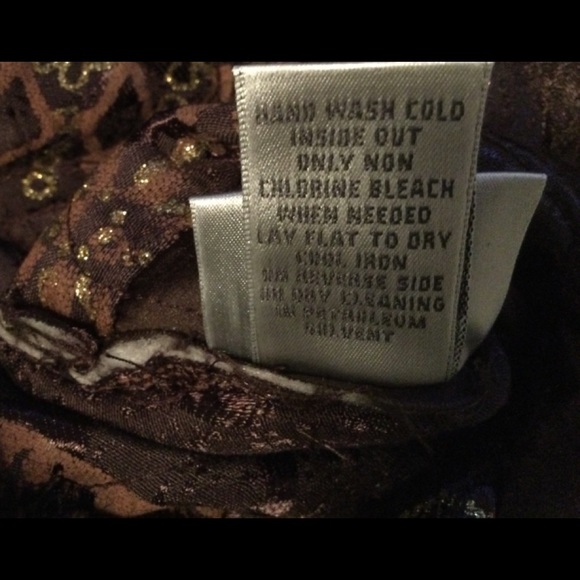 HAND WASH COLD
INSIDE OUT
ONLY NON
CHLORINE BLEACH
WHEN NEEDED
LAY FLAT TO DRY
COOL IRON
ON REVERSE SIDE
OR DRY CLEANING
IN PETROLEUM
SOLVENT